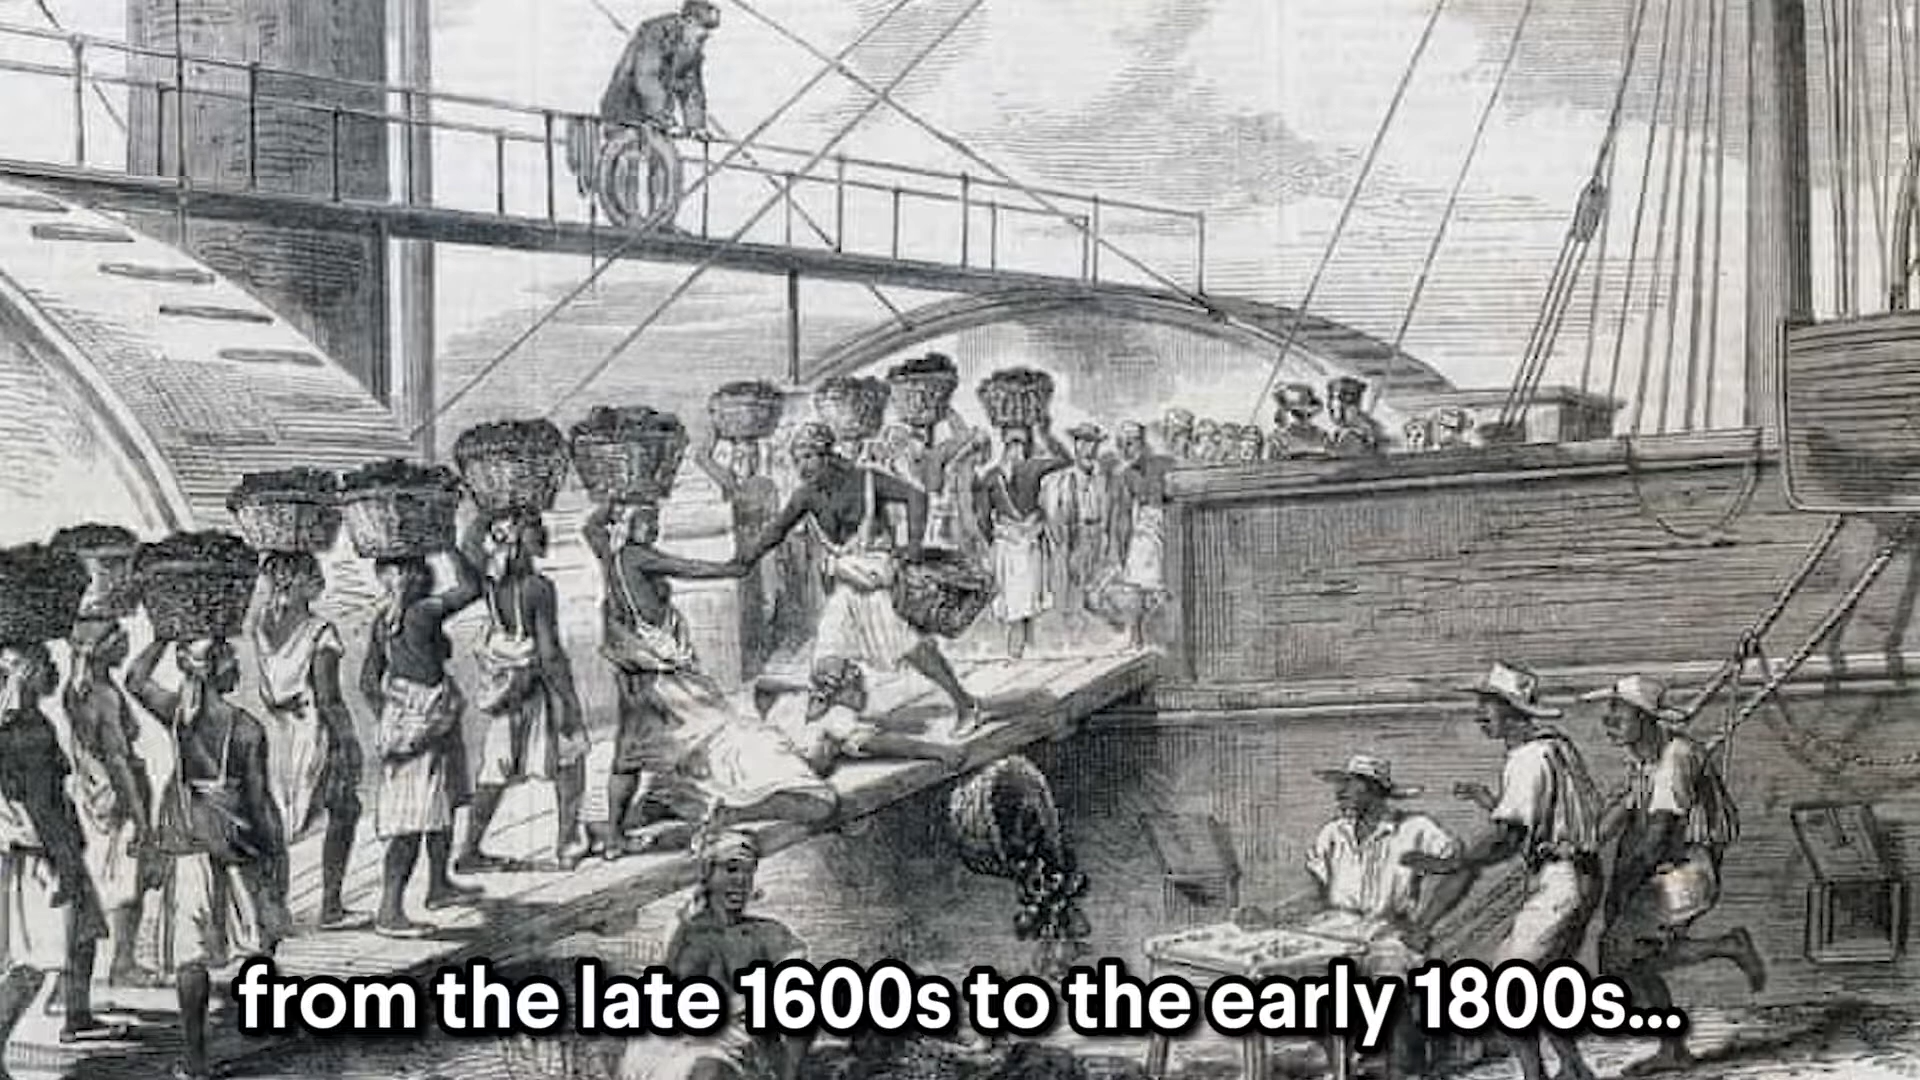 from the late 1600s to the early 1800s...